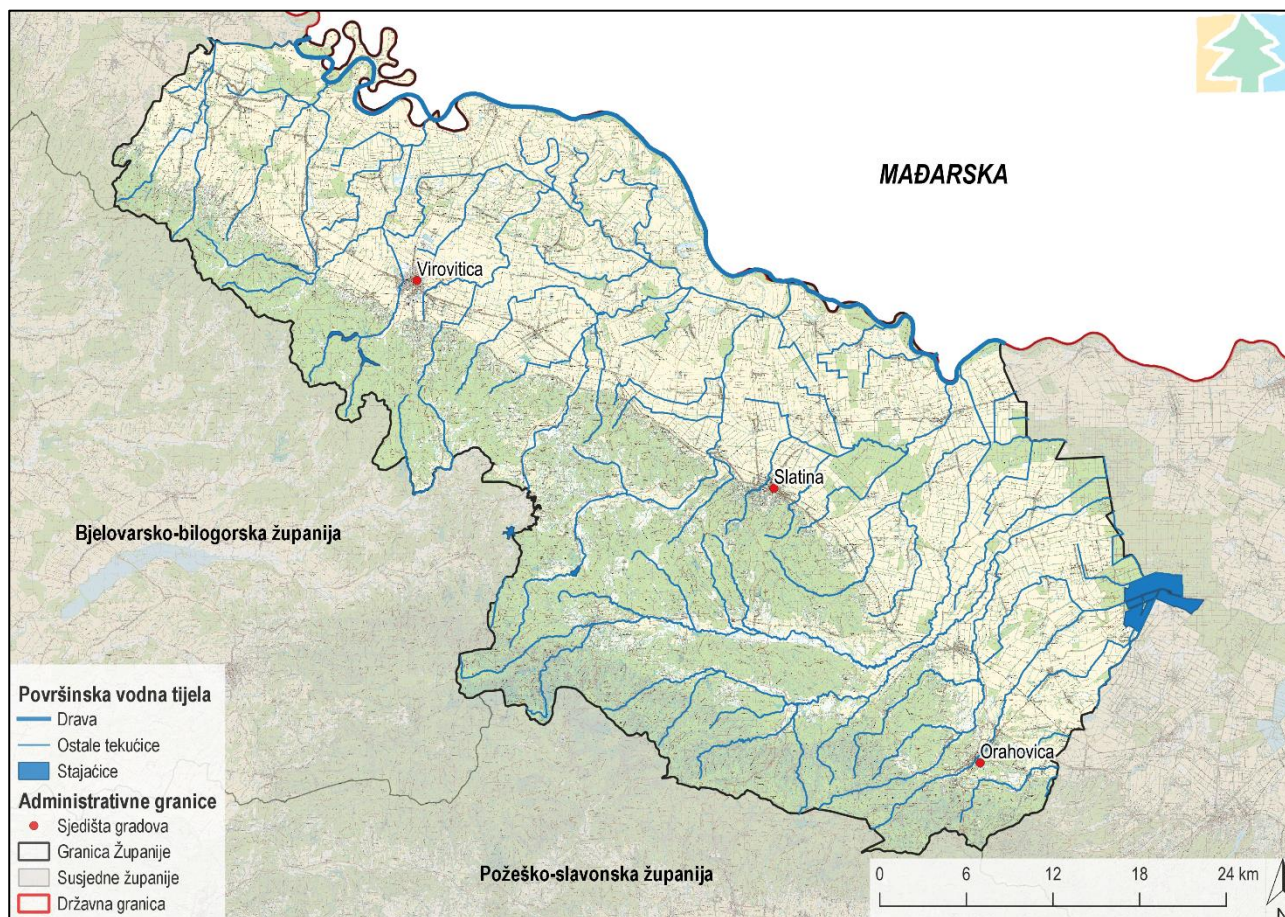 MAĐARSKA
Virovitica
Slatina
Bjelovarsko-bilogorska županija
Orahovica
Požeško-slavonska županija
Površinska vodna tijela
Drava
Ostale tekućice
Stajaćice
Administrativne granice
Sjedišta gradova
Granica Županije
Susjedne županije
Državna granica
0 6 12 18 24 km
N